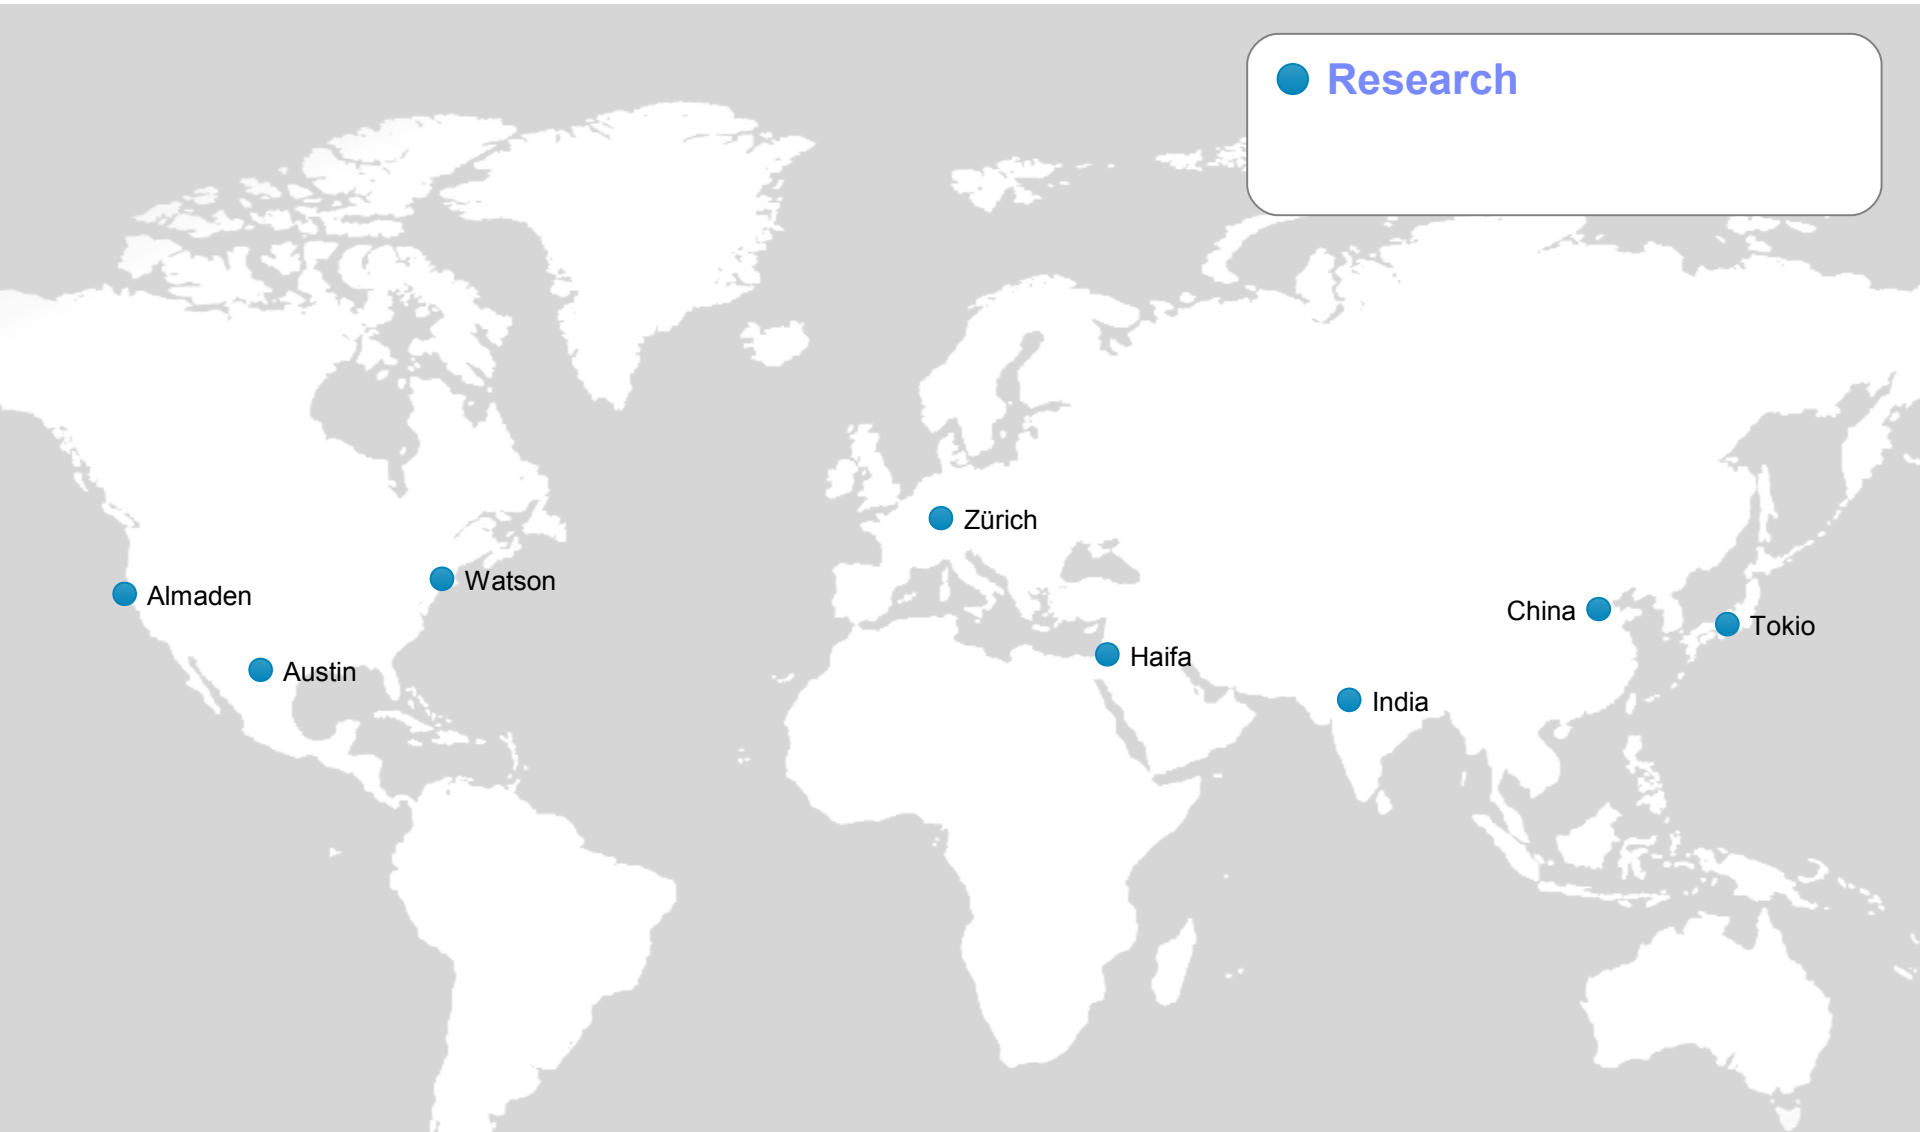 Research
Zürich
Watson
Almaden
China
Tokio
Haifa
Austin
India